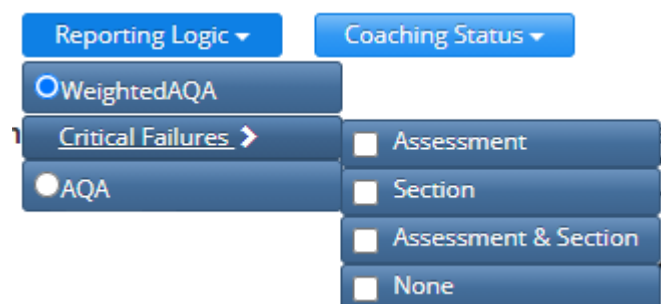 Reporting Logic
Coaching Status
WeightedAQA
Critical Failures
AQA
Assessment
Section
Assessment & Section
None